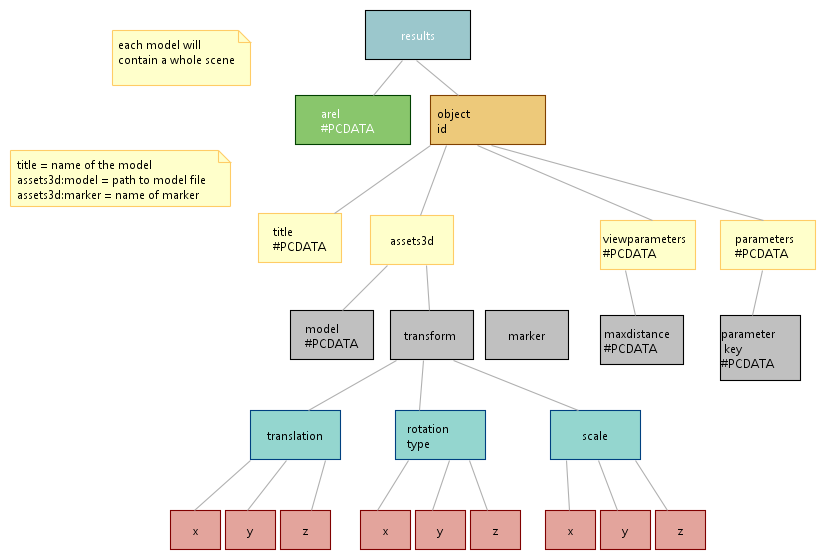 results
each model will
contain a whole scene
arel
#PCDATA
object
id
title = name of the model
assets3d:model = path to model file
assets3d:marker = name of marker
title
#PCDATA
assets3d
viewparameters
#PCDATA
parameters
#PCDATA
model
#PCDATA
transform
marker
maxdistance
#PCDATA
parameter
key
#PCDATA
translation
rotation
type
scale
x
y
z
x
y
z
x
y
z